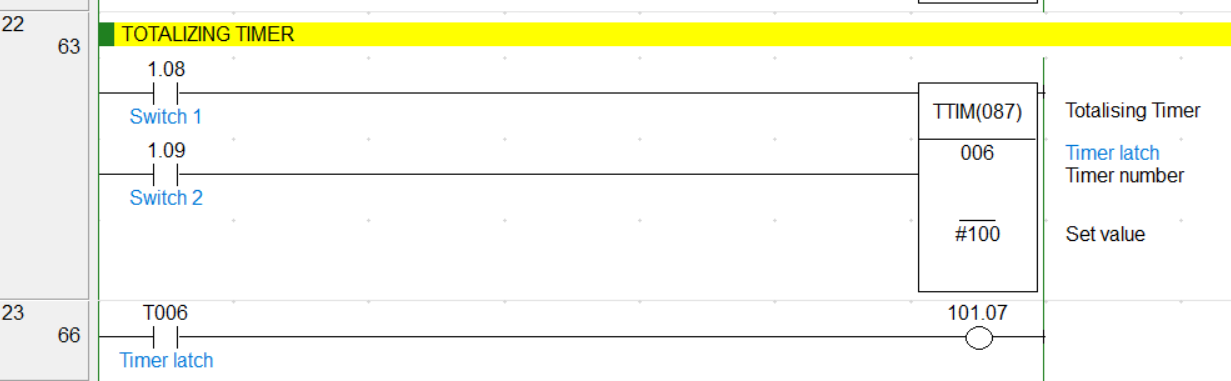 22
63
TOTALIZING TIMER
1.08
Switch 1
TTIM(087)
Totalising Timer
1.09
Switch 2
006
Timer latch
Timer number
#100
Set value
23
66
T006
Timer latch
101.07